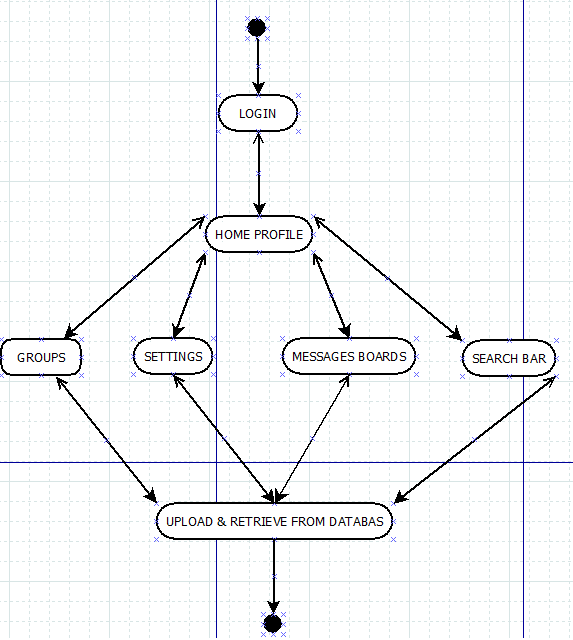 LOGIN
HOME PROFILE
GROUPS
SETTINGS
MESSAGES BOARDS
SEARCH BAR
UPLOAD & RETRIEVE FROM DATABAS